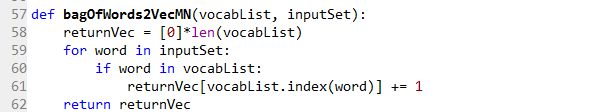 57 def bagOfWords2VecMN(vocabList, inputSet):
58     returnVec = [0]*len(vocabList)
59     for word in inputSet:
60         if word in vocabList:
61             returnVec[vocabList.index(word)] += 1
62     return returnVec